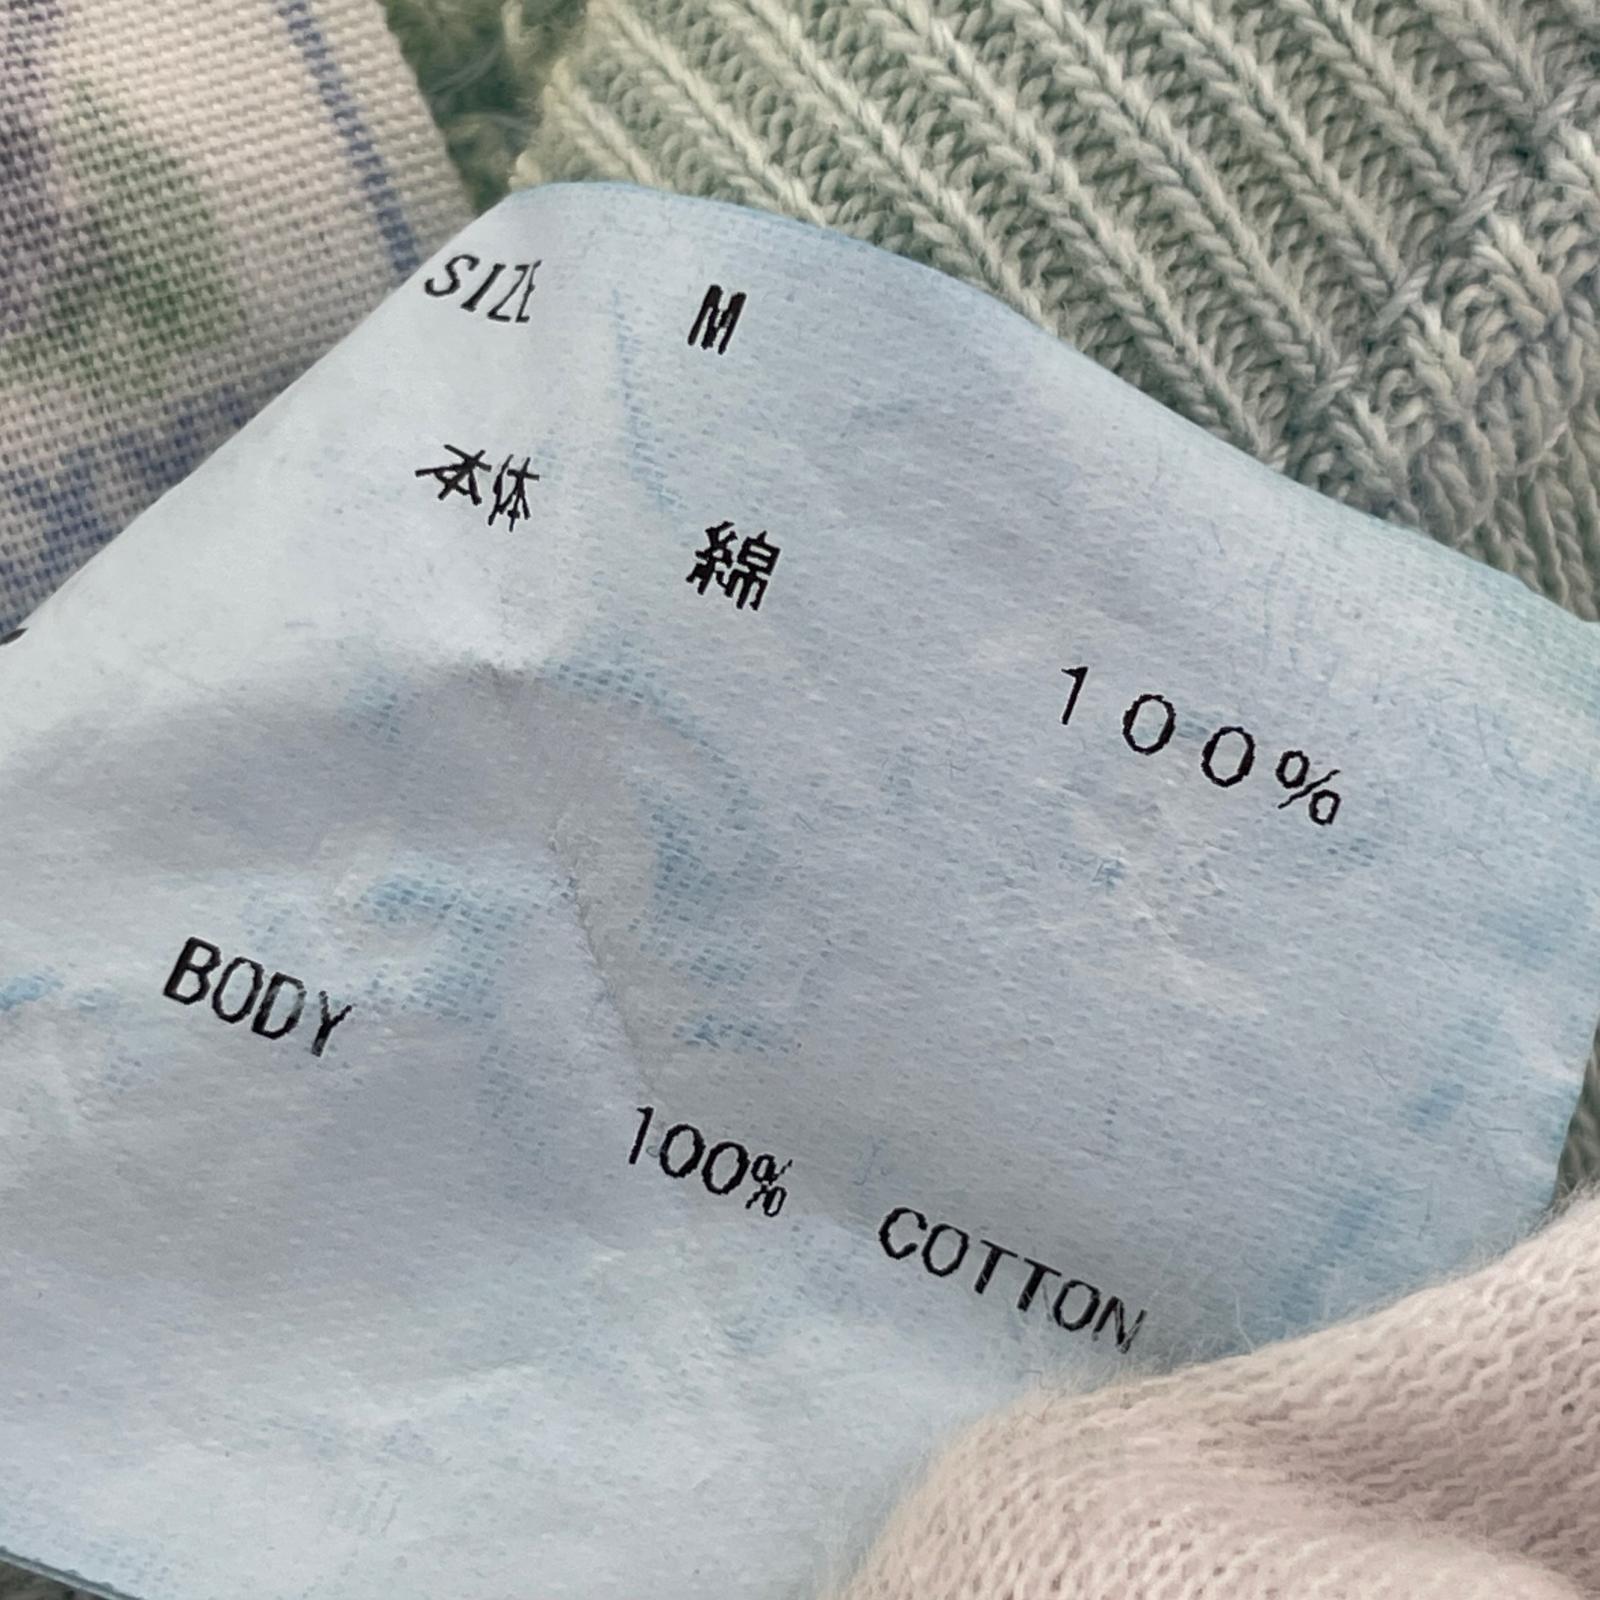 SIZE M
本体 綿 １００%
BODY
100% COTTON